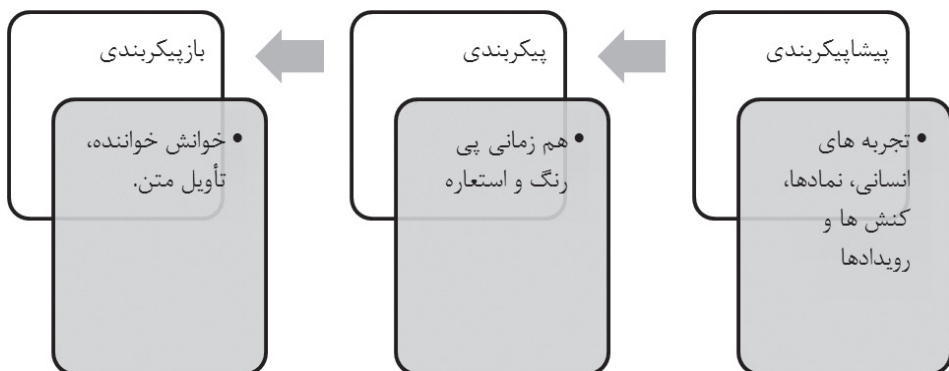 پیشاپیکربندی
• تجربه های
انسانی، نمادها،
کنش ها و
رویدادها
پیکربندی
• هم زمانی پی
رنگ و استعاره
بازپیکربندی
• خوانش خواننده،
تأویل متن.